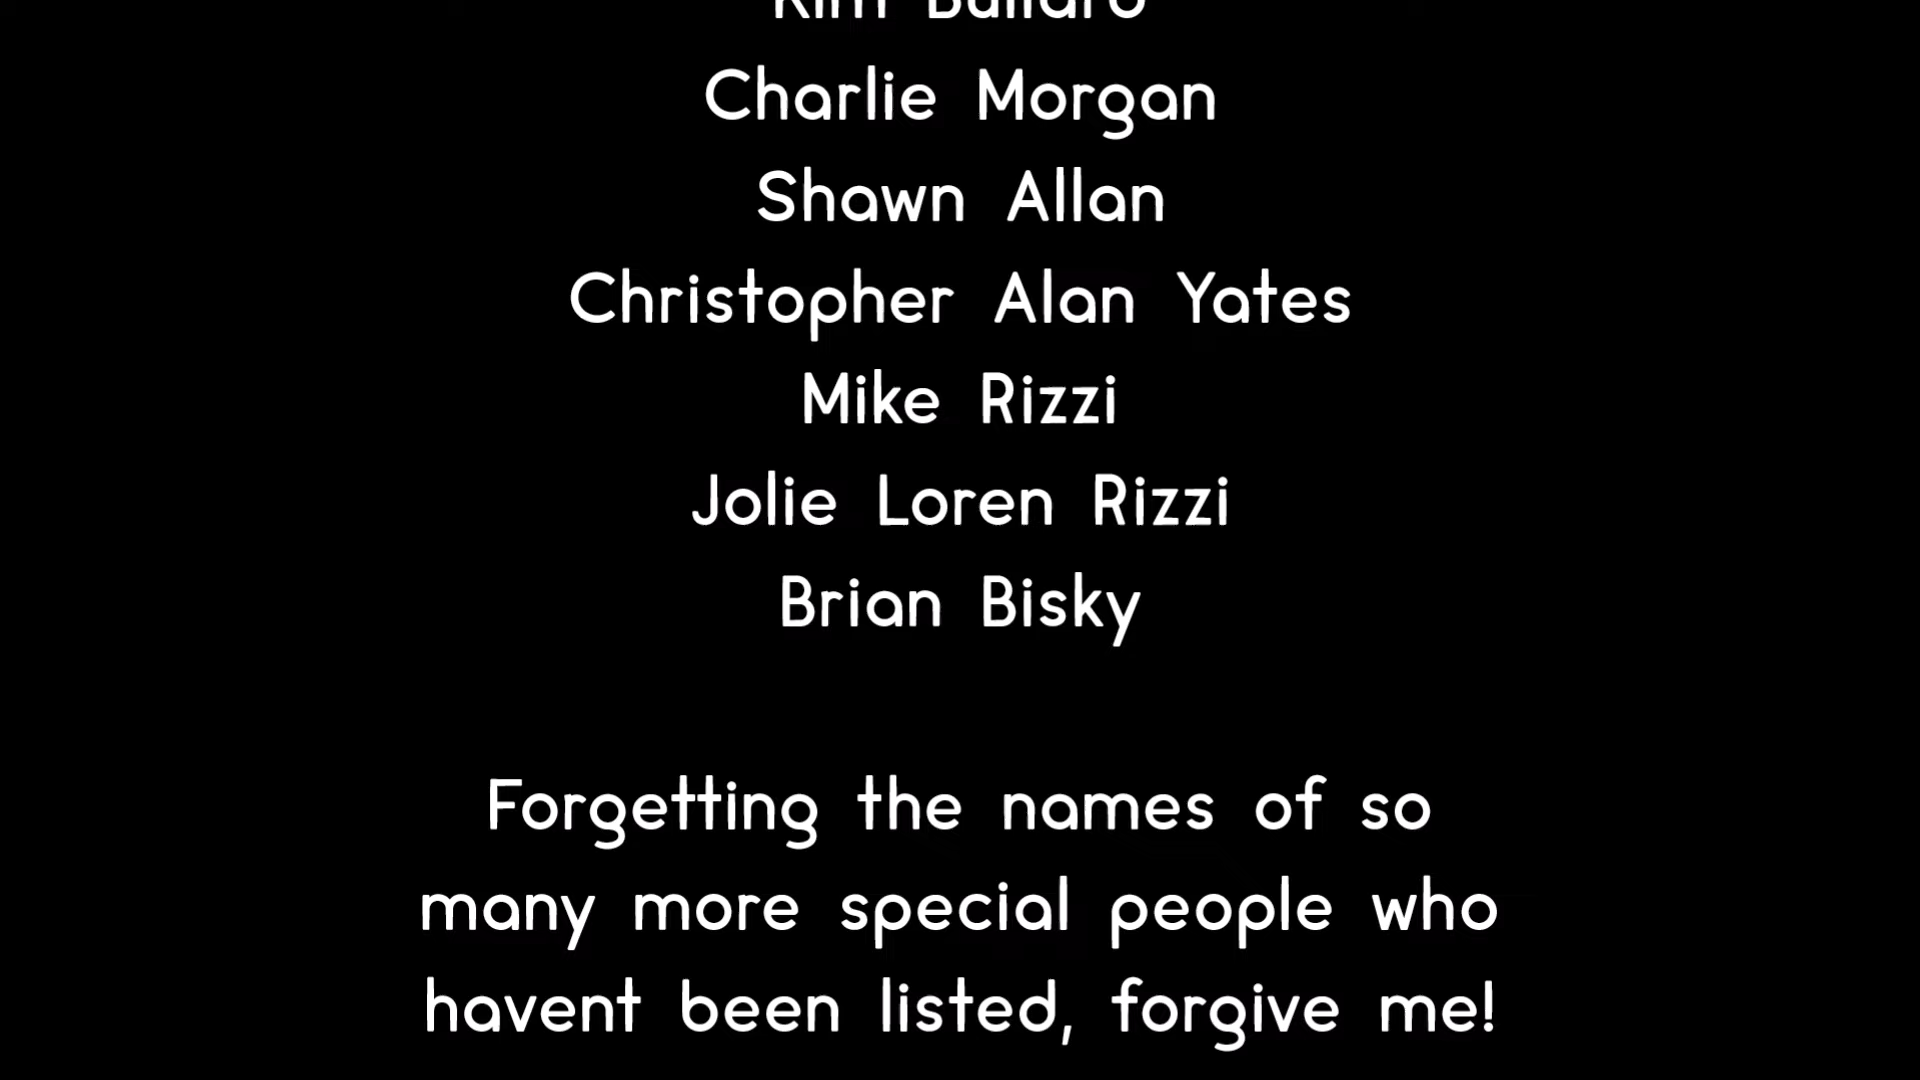 Kim Bullard
Charlie Morgan
Shawn Allan
Christopher Alan Yates
Mike Rizzi
Jolie Loren Rizzi
Brian Bisky
Forgetting the names of so
many more special people who
havent been listed, forgive me!